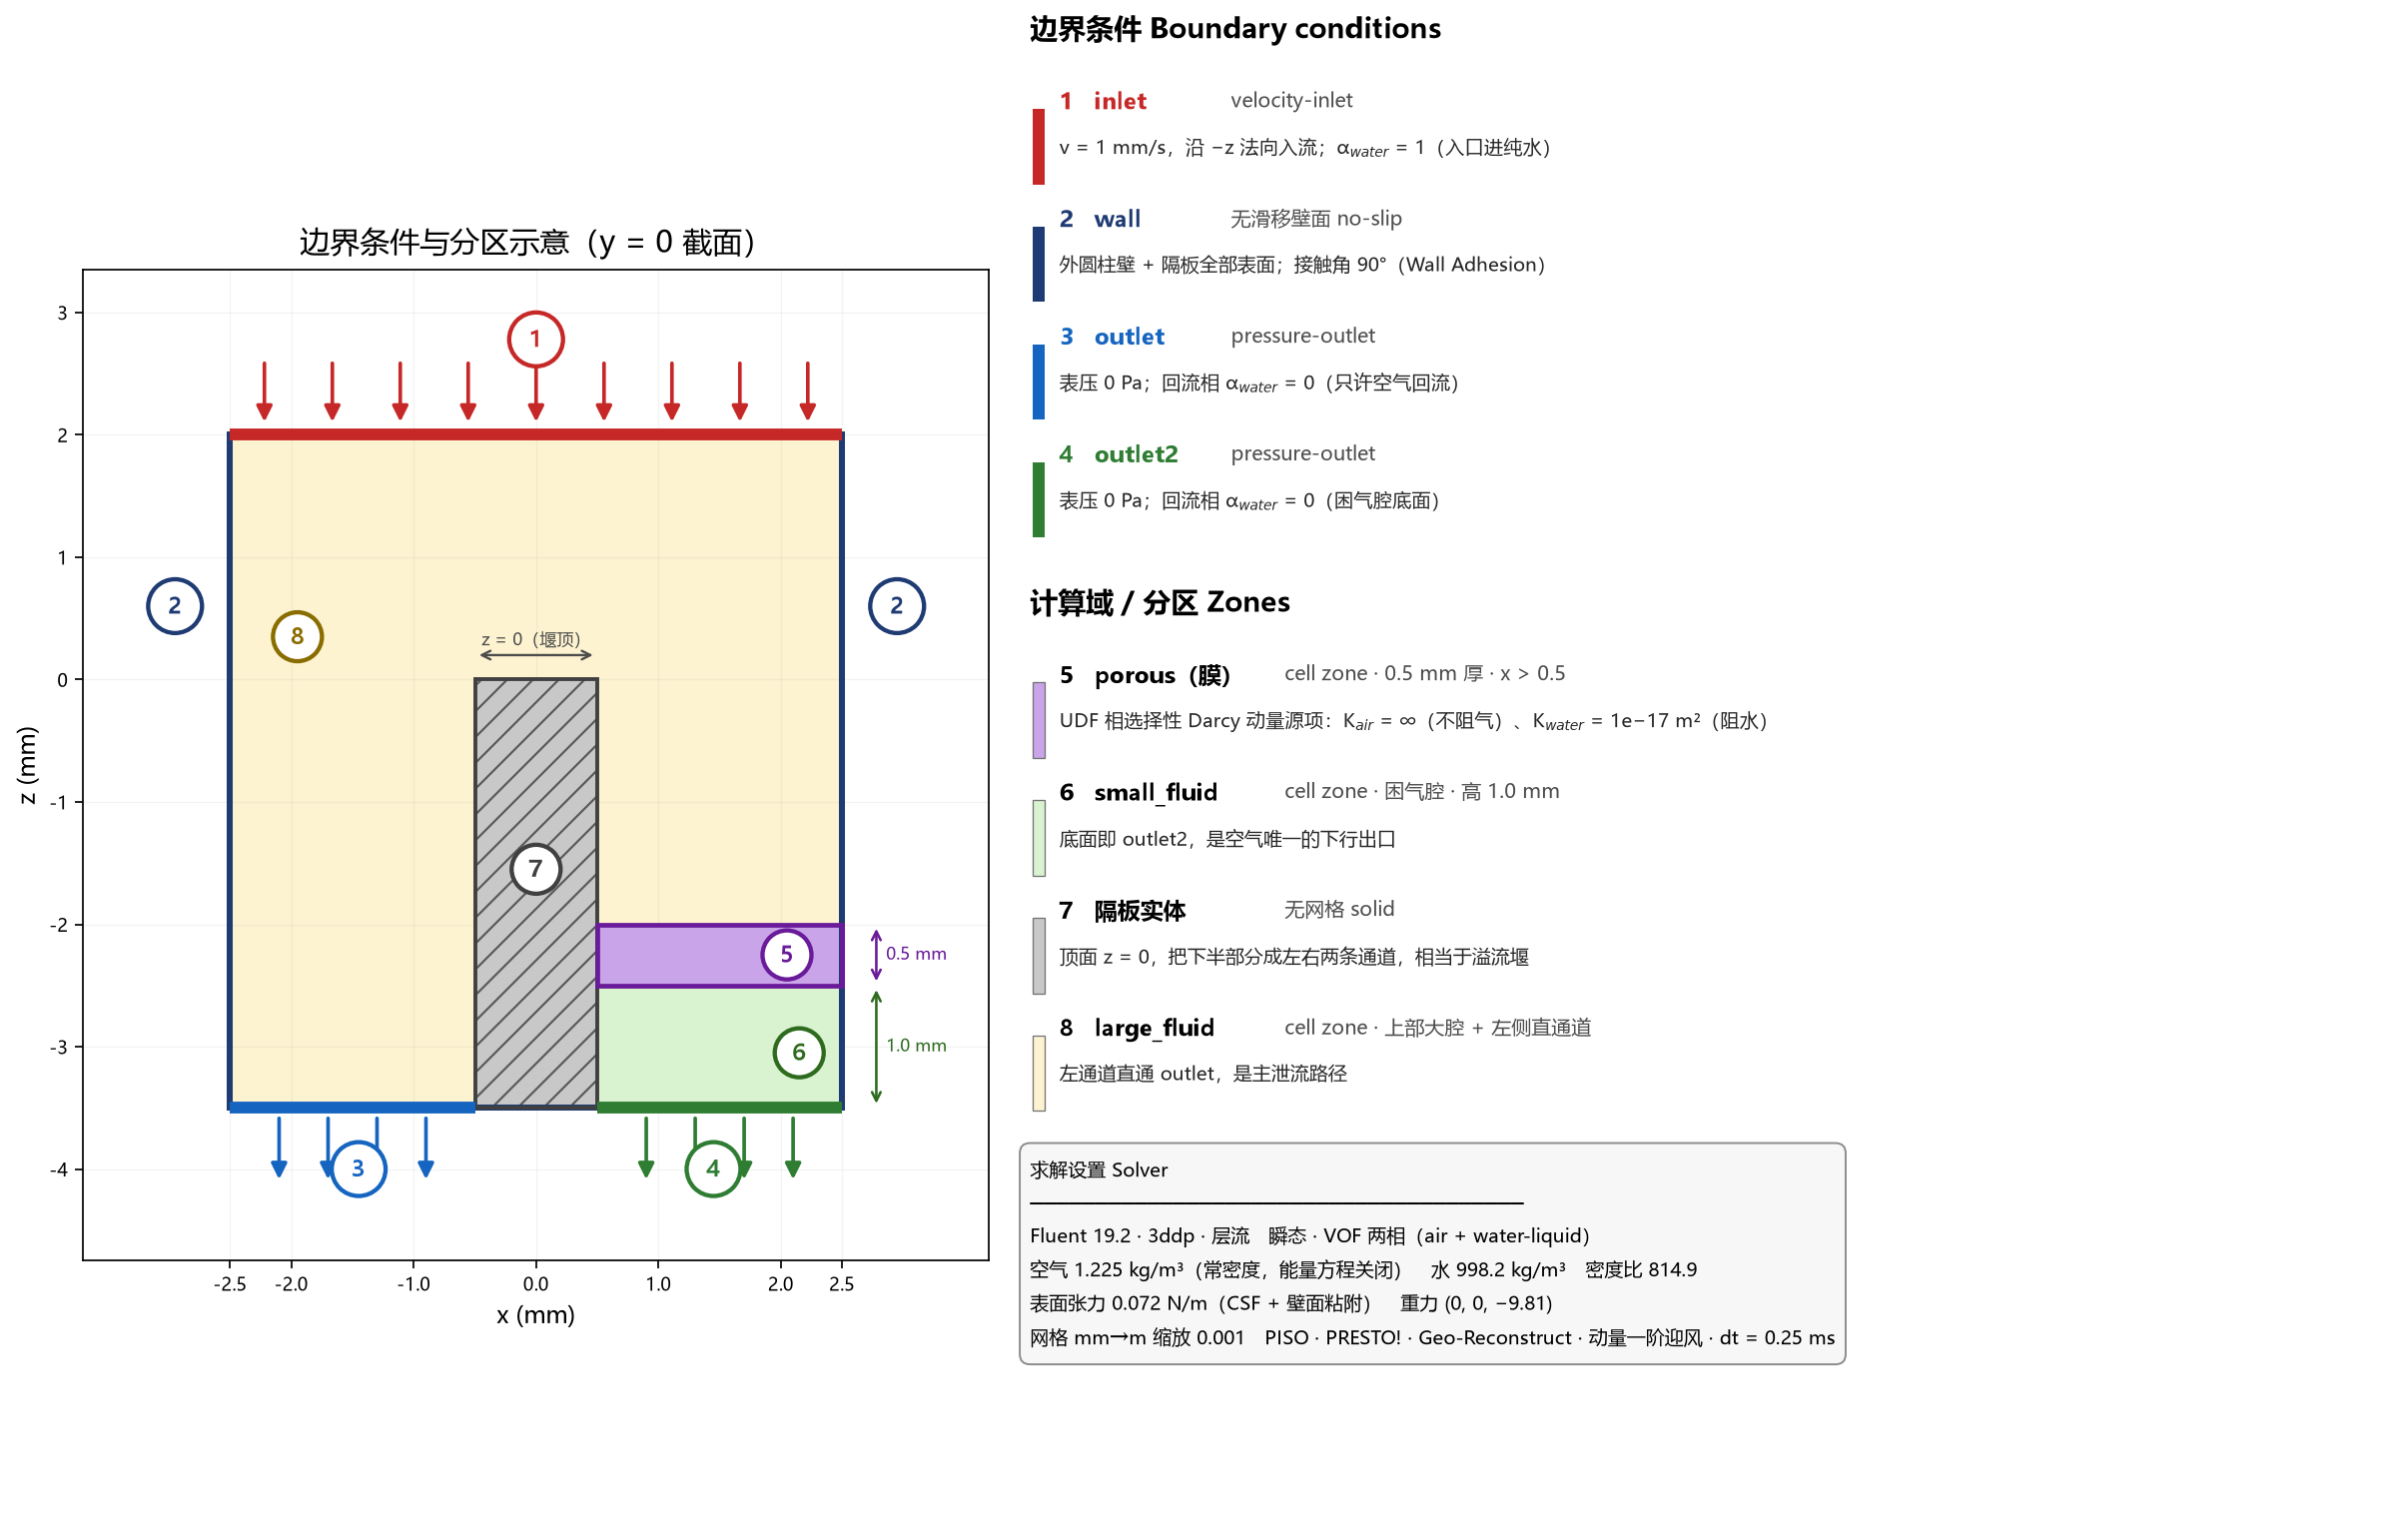 边界条件与分区示意（y = 0 截面）
z (mm)
3
2
1
0
-1
-2
-3
-4
1
2
2
8
z = 0（堰顶）
7
5
0.5 mm
6
1.0 mm
3
4
-2.5
-2.0
-1.0
0.0
1.0
2.0
2.5
x (mm)
边界条件 Boundary conditions
1 inlet velocity-inlet
v = 1 mm/s，沿 −z 法向入流；αwater = 1（入口进纯水）
2 wall 无滑移壁面 no-slip
外圆柱壁 + 隔板全部表面；接触角 90°（Wall Adhesion）
3 outlet pressure-outlet
表压 0 Pa；回流相 αwater = 0（只许空气回流）
4 outlet2 pressure-outlet
表压 0 Pa；回流相 αwater = 0（困气腔底面）
计算域 / 分区 Zones
5 porous（膜） cell zone · 0.5 mm 厚 · x > 0.5
UDF 相选择性 Darcy 动量源项：Kair = ∞（不阻气）、Kwater = 1e−17 m²（阻水）
6 small_fluid cell zone · 困气腔 · 高 1.0 mm
底面即 outlet2，是空气唯一的下行出口
7 隔板实体 无网格 solid
顶面 z = 0，把下半部分成左右两条通道，相当于溢流堰
8 large_fluid cell zone · 上部大腔 + 左侧直通道
左通道直通 outlet，是主泄流路径
求解设置 Solver
Fluent 19.2 · 3ddp · 层流 瞬态 · VOF 两相（air + water-liquid）
空气 1.225 kg/m³（常密度，能量方程关闭） 水 998.2 kg/m³ 密度比 814.9
表面张力 0.072 N/m（CSF + 壁面粘附） 重力 (0, 0, −9.81)
网格 mm→m 缩放 0.001 PISO · PRESTO! · Geo-Reconstruct · 动量一阶迎风 · dt = 0.25 ms